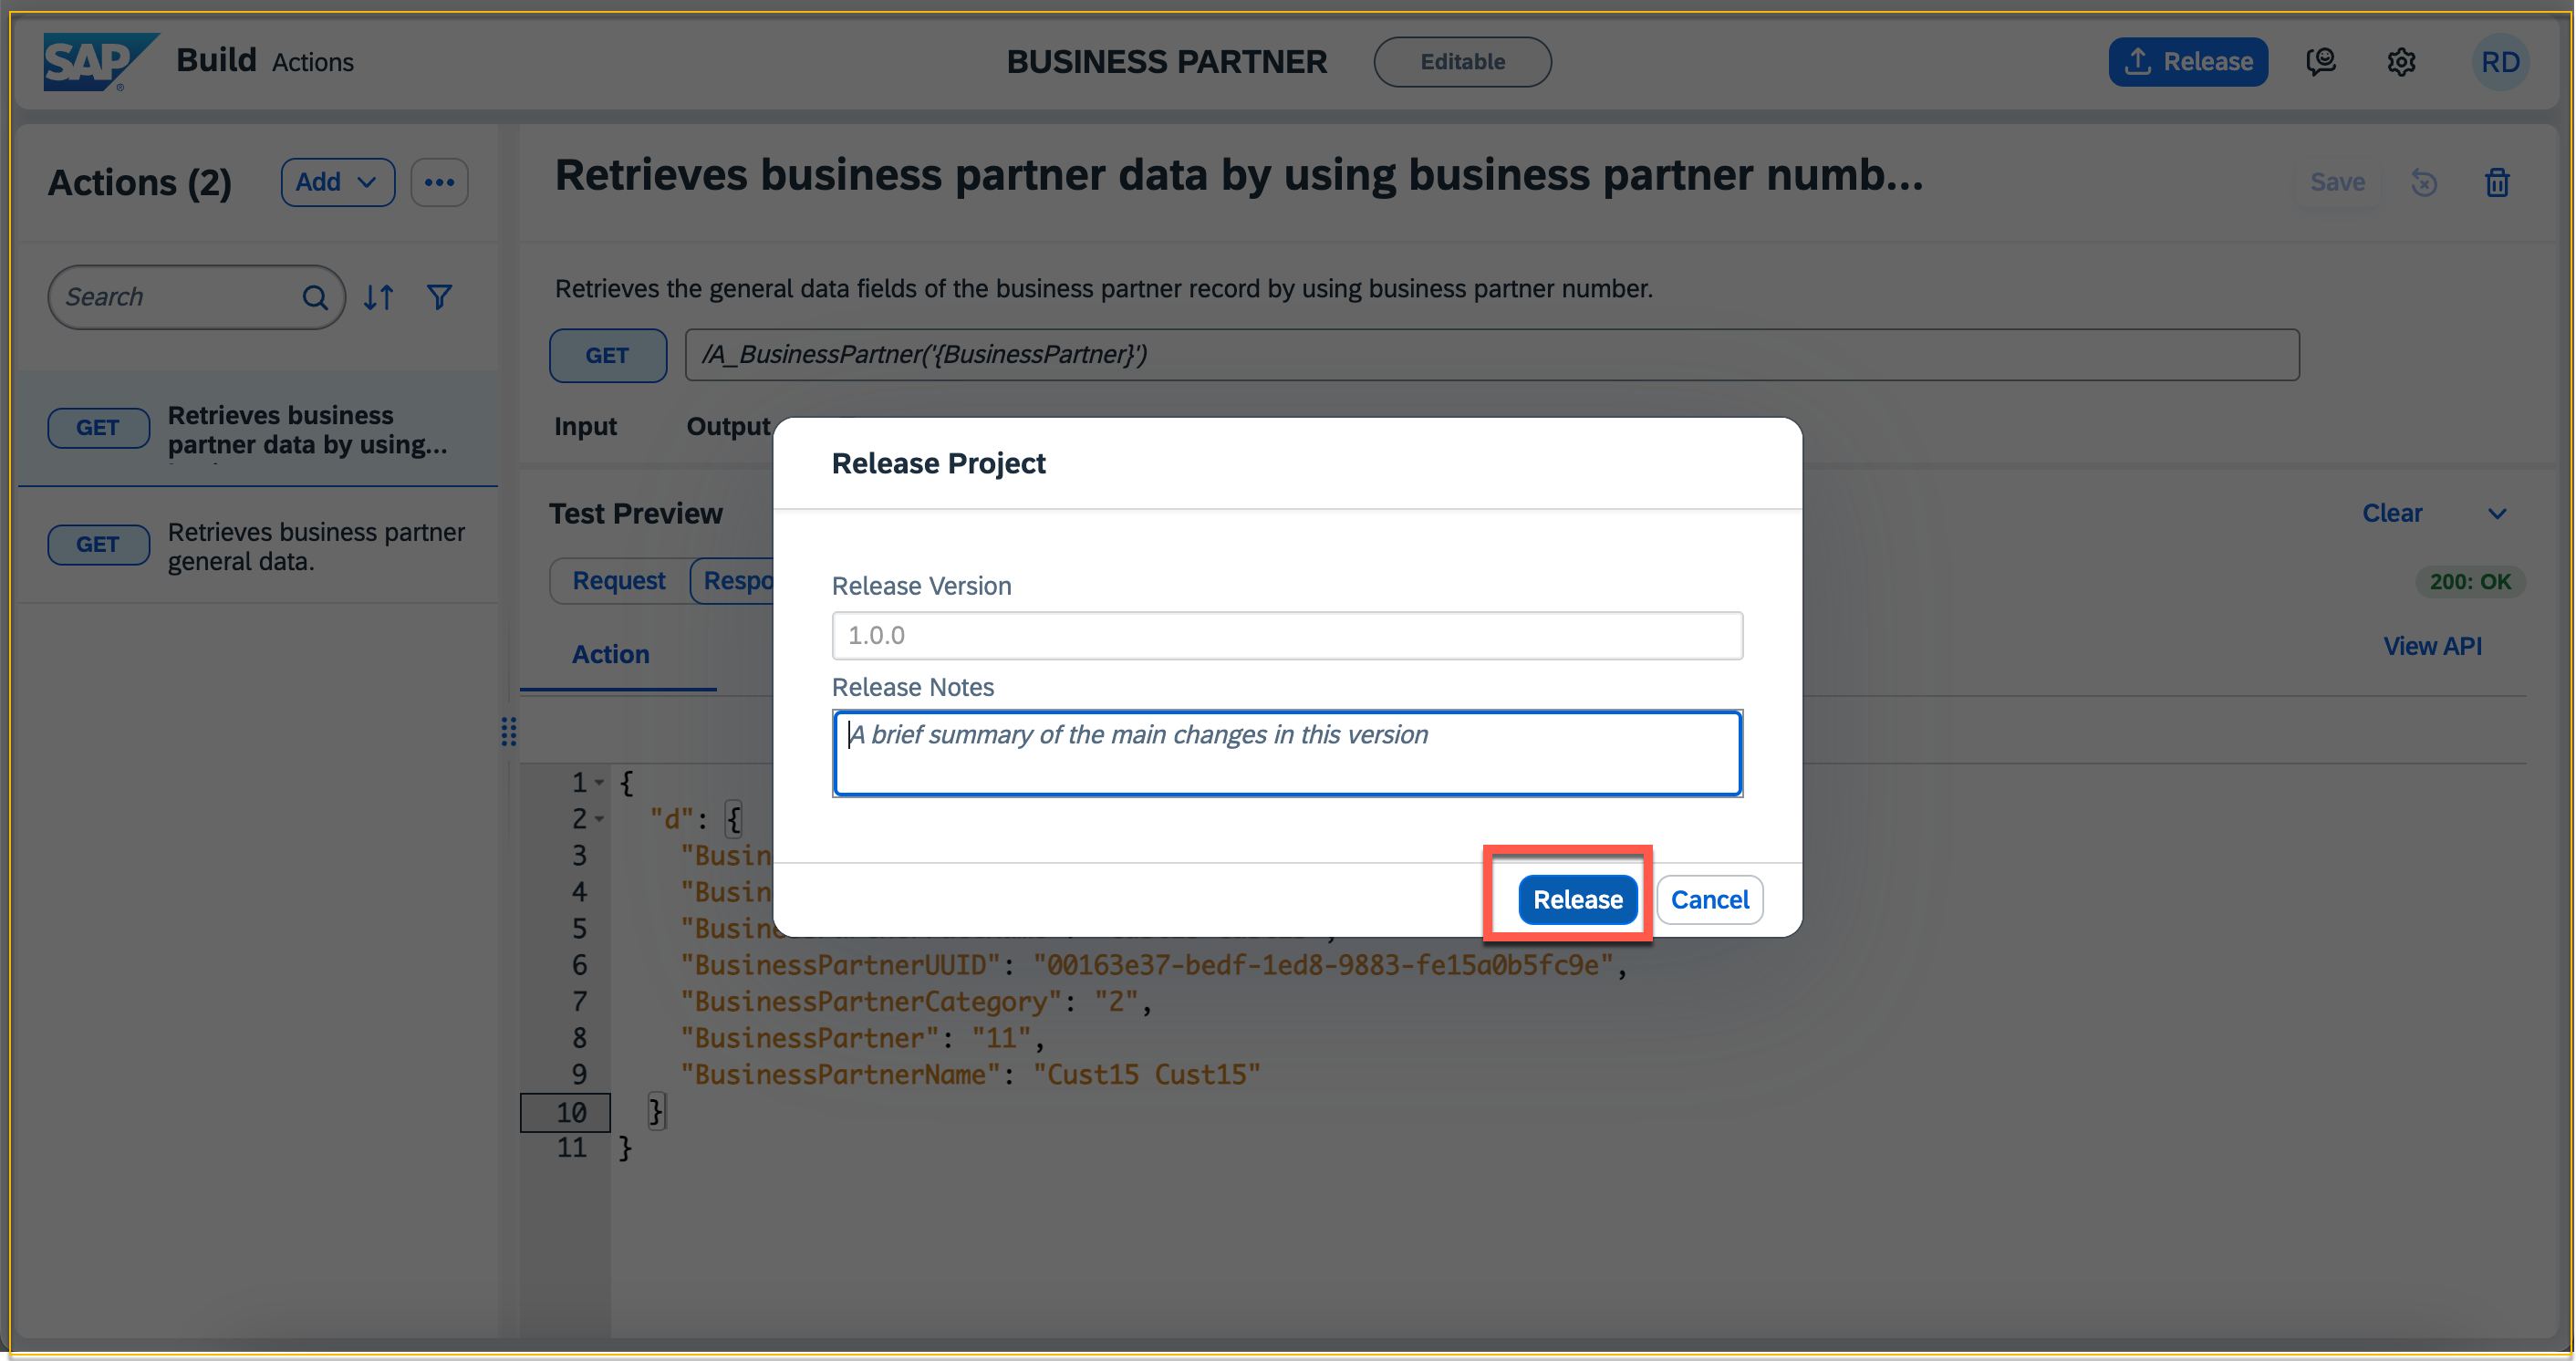 SAP Build Actions
BUSINESS PARTNER
Editable
Release
RD
Actions (2)
Add
Retrieves business partner data by using business partner numb...
Save
Search
Retrieves the general data fields of the business partner record by using business partner number.
GET
/A_BusinessPartner('{BusinessPartner}')
Input
Output
GET
Retrieves business
partner data by using...
GET
Retrieves business partner
general data.
Test Preview
Clear
Request
Respo
200: OK
Action
View API
Release Project
Release Version
1.0.0
Release Notes
A brief summary of the main changes in this version
Release
Cancel
1 {
2 "d": {
3 "Busin
4 "Busin
5 "Busine
6 "BusinessPartnerUUID": "00163e37-bedf-1ed8-9883-fe15a0b5fc9e",
7 "BusinessPartnerCategory": "2",
8 "BusinessPartner": "11",
9 "BusinessPartnerName": "Cust15 Cust15"
10 }
11 }